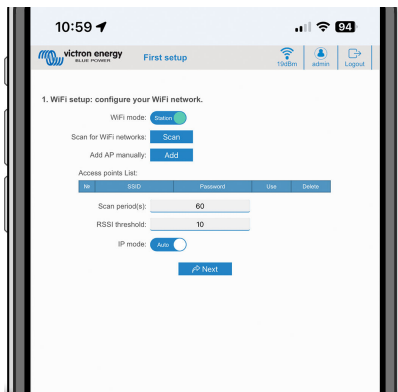 10:59
94
victron energy
BLUE POWER
First setup
19dBm
admin
Logout
1. WiFi setup: configure your WiFi network.
WiFi mode: Station
Scan for WiFi networks: Scan
Add AP manually: Add
Access points List:
Nr SSID Password Use Delete
Scan period(s): 60
RSSI threshold: 10
IP mode: Auto
Next